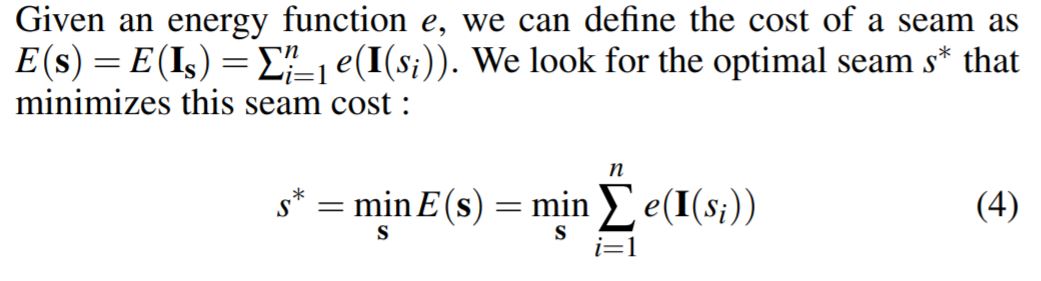 Given an energy function e, we can define the cost of a seam as
E(s) = E(I_s) = ∑_{i=1}^{n} e(I(s_i)). We look for the optimal seam s* that
minimizes this seam cost :
s* = min_s E(s) = min_s ∑_{i=1}^{n} e(I(s_i)) (4)